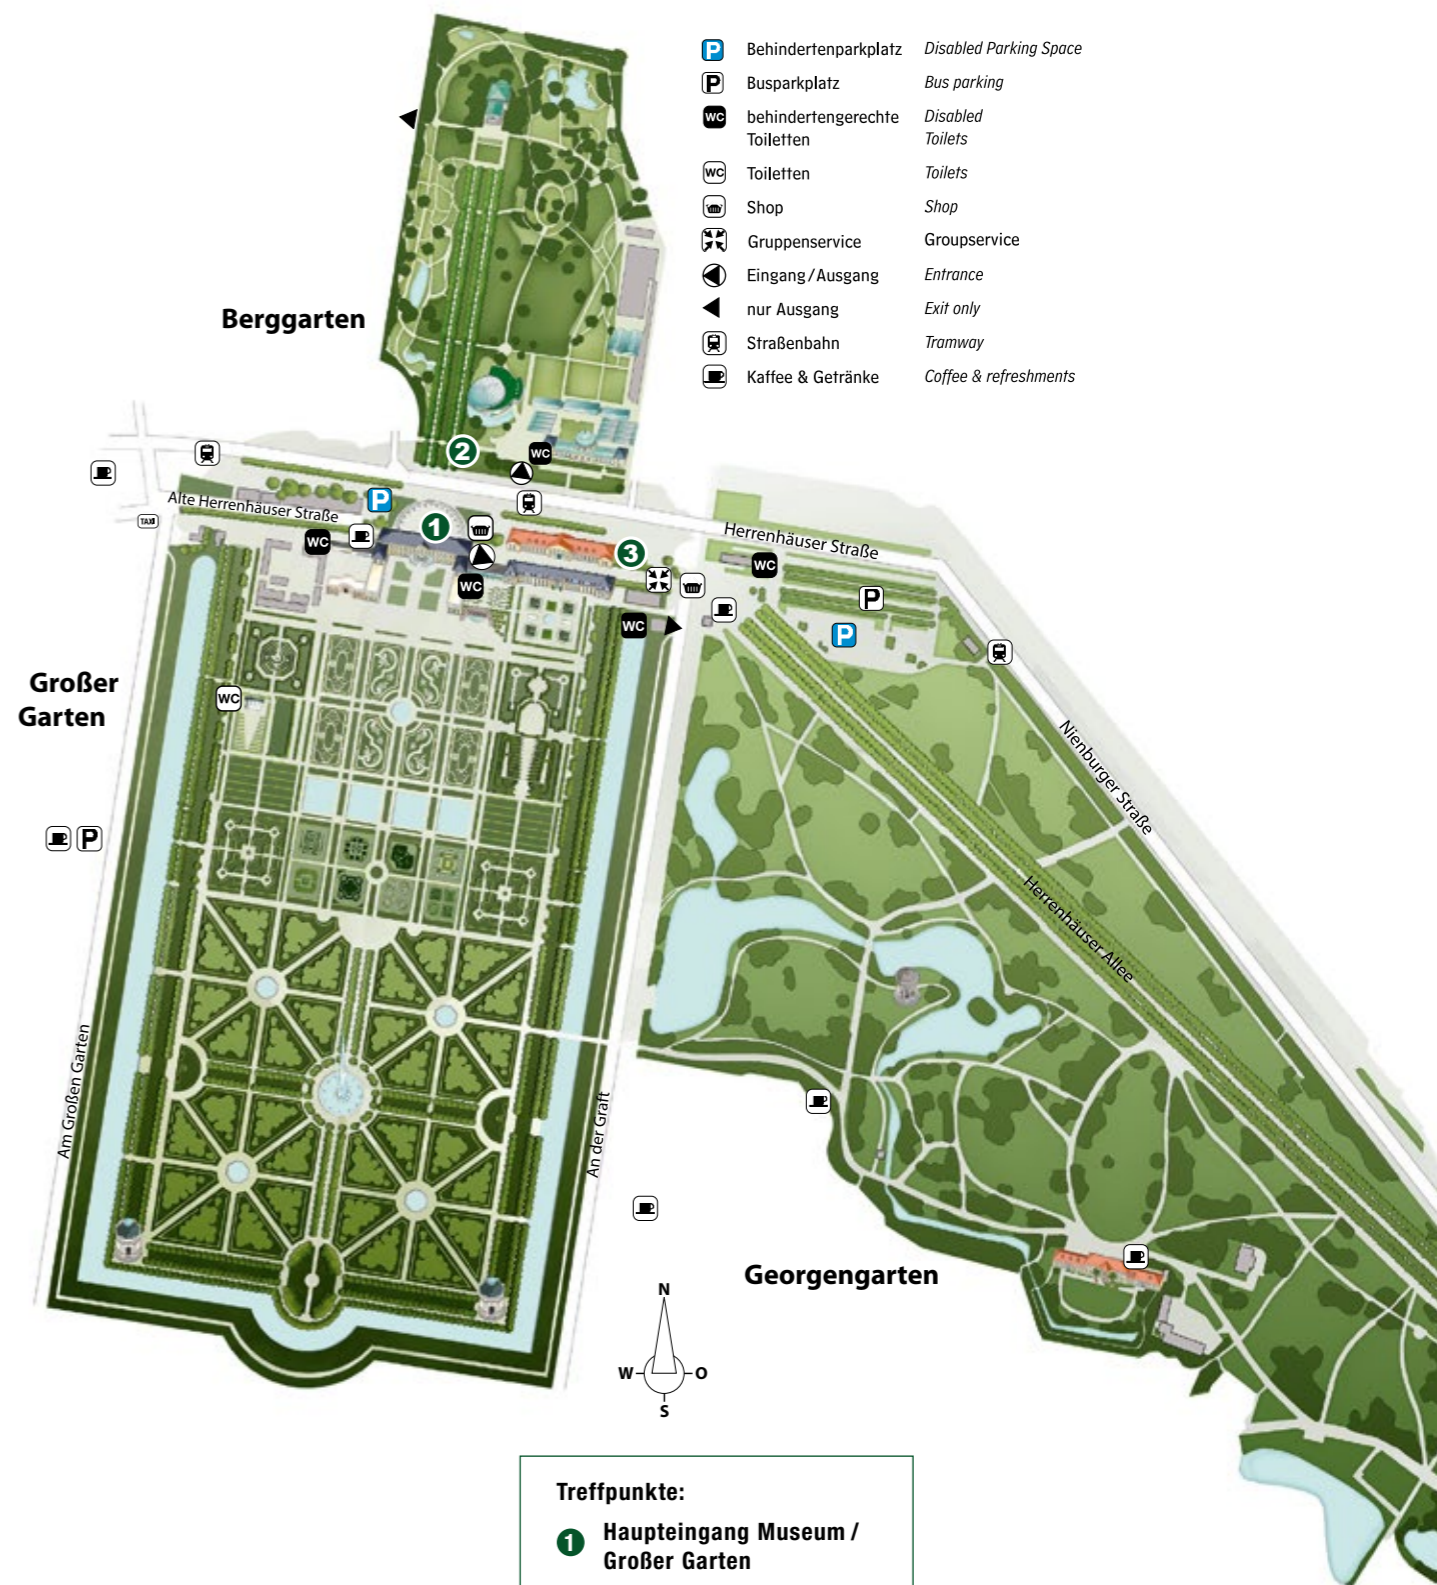 P Behindertenparkplatz Disabled Parking Space
P Busparkplatz Bus parking
WC behindertengerechte Disabled
Toiletten Toilets
WC Toiletten Toilets
Shop Shop
Gruppenservice Groupservice
Eingang/Ausgang Entrance
nur Ausgang Exit only
Straßenbahn Tramway
Kaffee & Getränke Coffee & refreshments
Berggarten
2
WC
P
Alte Herrenhäuser Straße
TAXI
1
WC
3
Herrenhäuser Straße
WC
WC
P
WC
P
Großer
Garten
WC
Nienburger Straße
P
Herrenhäuser Allee
Am Großen Garten
An der Graft
Georgengarten
N
W O
S
Treffpunkte:
1 Haupteingang Museum /
Großer Garten